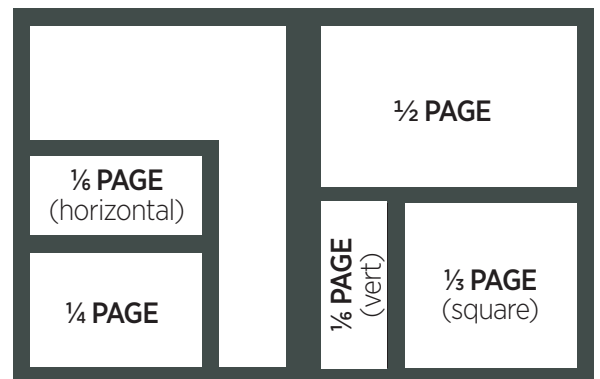 ½ PAGE
⅙ PAGE
(horizontal)
¼ PAGE
⅙ PAGE
(vert)
⅓ PAGE
(square)